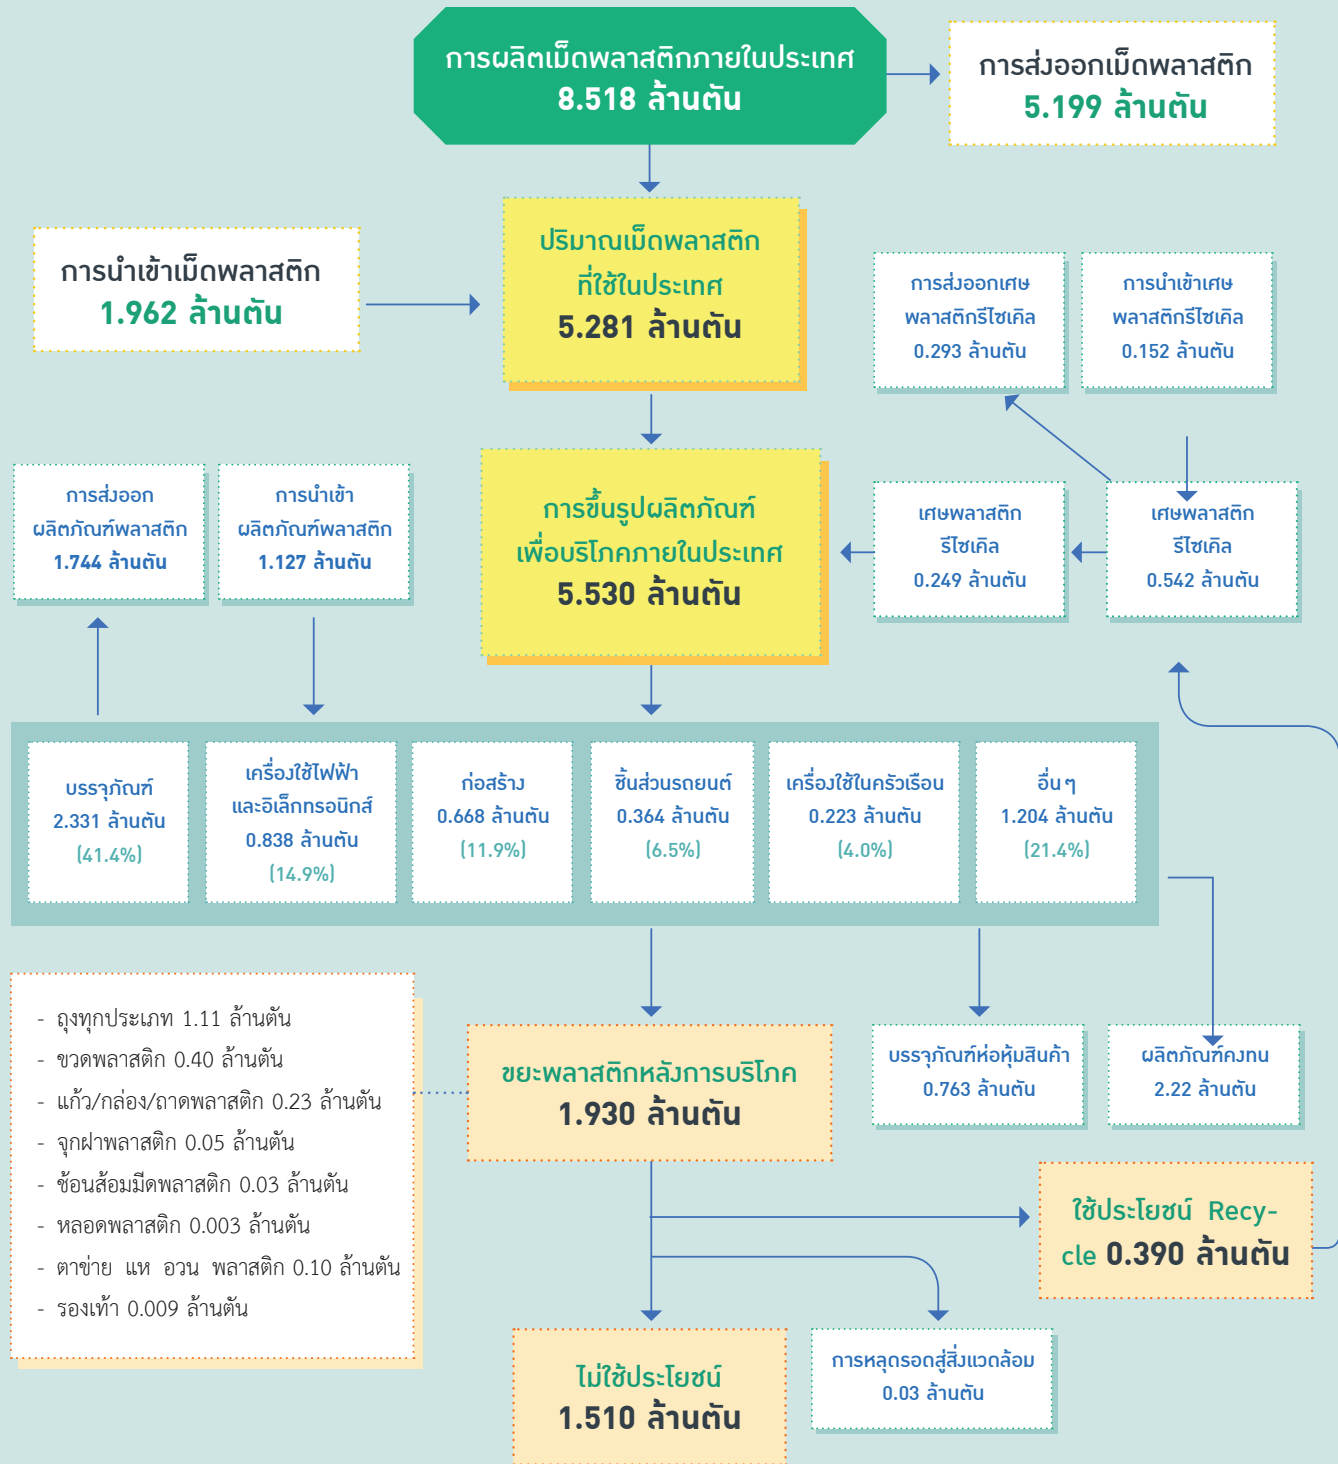 การผลิตเม็ดพลาสติกภายในประเทศ
8.518 ล้านตัน
การส่งออกเม็ดพลาสติก
5.199 ล้านตัน
การนำเข้าเม็ดพลาสติก
1.962 ล้านตัน
ปริมาณเม็ดพลาสติก
ที่ใช้ในประเทศ
5.281 ล้านตัน
การส่งออกเศษ
พลาสติกรีไซเคิล
0.293 ล้านตัน
การนำเข้าเศษ
พลาสติกรีไซเคิล
0.152 ล้านตัน
การส่งออก
ผลิตภัณฑ์พลาสติก
1.744 ล้านตัน
การนำเข้า
ผลิตภัณฑ์พลาสติก
1.127 ล้านตัน
การขึ้นรูปผลิตภัณฑ์
เพื่อบริโภคภายในประเทศ
5.530 ล้านตัน
เศษพลาสติก
รีไซเคิล
0.249 ล้านตัน
เศษพลาสติก
รีไซเคิล
0.542 ล้านตัน
บรรจุภัณฑ์
2.331 ล้านตัน
(41.4%)
เครื่องใช้ไฟฟ้า
และอิเล็กทรอนิกส์
0.838 ล้านตัน
(14.9%)
ก่อสร้าง
0.668 ล้านตัน
(11.9%)
ชิ้นส่วนรถยนต์
0.364 ล้านตัน
(6.5%)
เครื่องใช้ในครัวเรือน
0.223 ล้านตัน
(4.0%)
อื่น ๆ
1.204 ล้านตัน
(21.4%)
- ถุงทุกประเภท 1.11 ล้านตัน
- ขวดพลาสติก 0.40 ล้านตัน
- แก้ว/กล่อง/ถาดพลาสติก 0.23 ล้านตัน
- จุกฝาพลาสติก 0.05 ล้านตัน
- ช้อนส้อมมีดพลาสติก 0.03 ล้านตัน
- หลอดพลาสติก 0.003 ล้านตัน
- ตาข่าย แห อวน พลาสติก 0.10 ล้านตัน
- รองเท้า 0.009 ล้านตัน
ขยะพลาสติกหลังการบริโภค
1.930 ล้านตัน
บรรจุภัณฑ์ห่อหุ้มสินค้า
0.763 ล้านตัน
ผลิตภัณฑ์คงทน
2.22 ล้านตัน
ใช้ประโยชน์ Recy-
cle 0.390 ล้านตัน
ไม่ใช้ประโยชน์
1.510 ล้านตัน
การหลุดรอดสู่สิ่งแวดล้อม
0.03 ล้านตัน